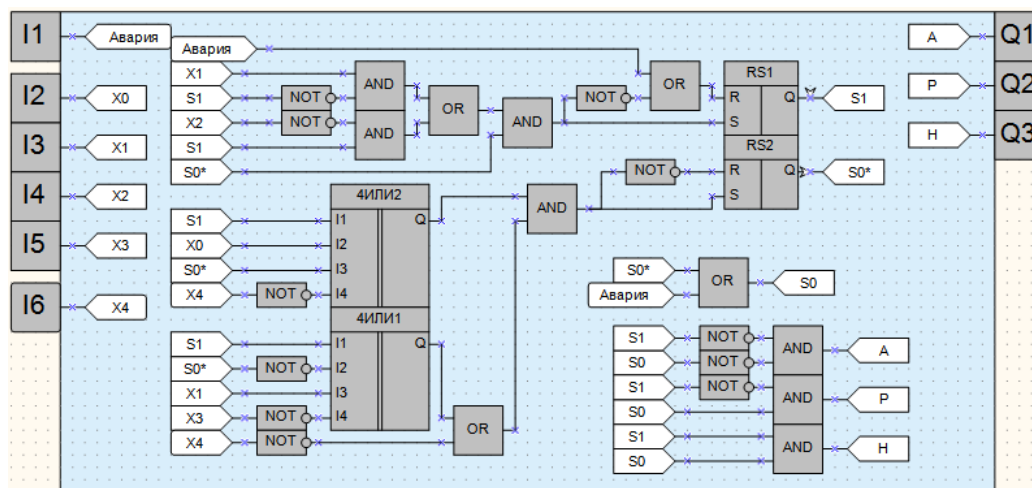 I1
I2
I3
I4
I5
I6
Авария
X0
X1
X2
X3
X4
Авария
X1
S1
X2
S1
S0*
NOT
NOT
AND
AND
OR
AND
NOT
OR
RS1
R
S
Q
S1
RS2
R
S
Q
S0*
NOT
4ИЛИ2
I1
I2
I3
I4
Q
S1
X0
S0*
X4
NOT
AND
4ИЛИ1
I1
I2
I3
I4
Q
S1
S0*
X1
X3
X4
NOT
NOT
NOT
OR
S0*
Авария
OR
S0
S1
S0
S1
S0
S1
S0
NOT
NOT
NOT
AND
AND
AND
A
P
H
A
P
H
Q1
Q2
Q3